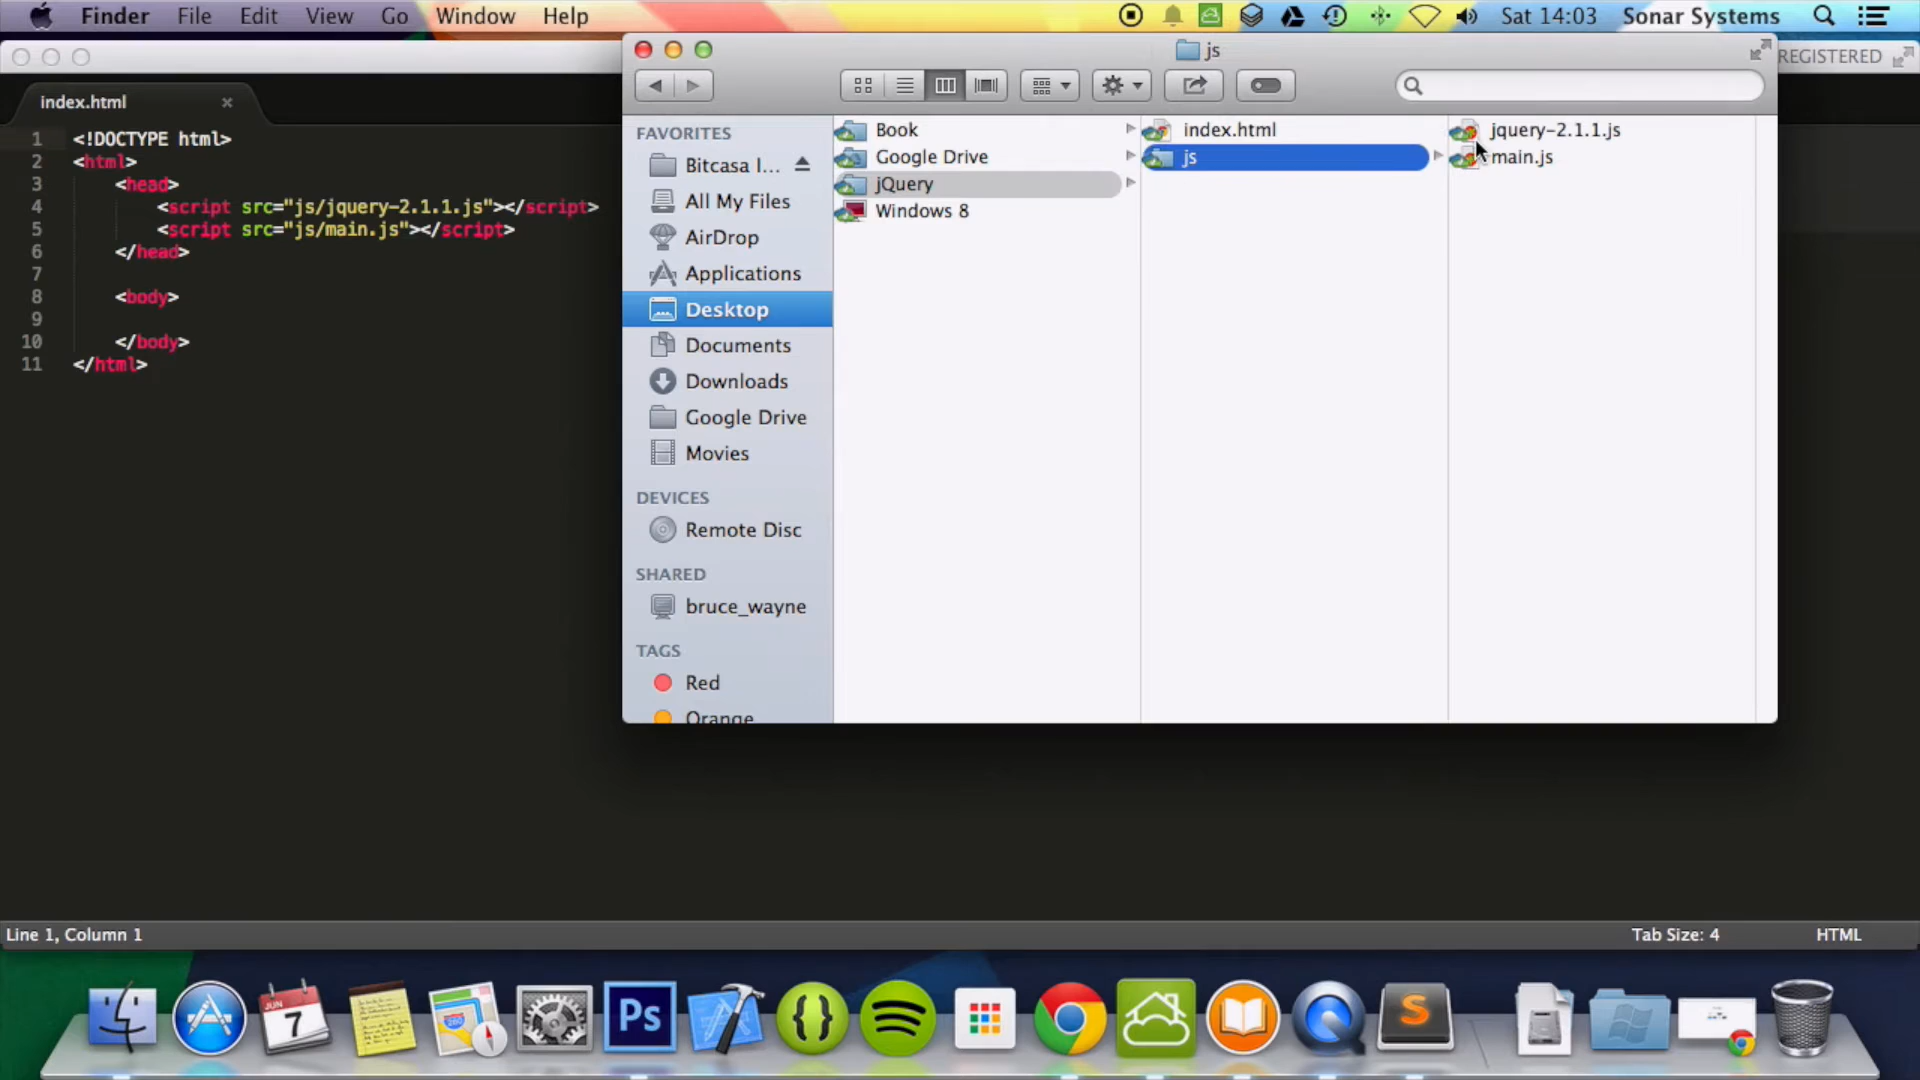 Finder File Edit View Go Window Help Sat 14:03 Sonar Systems
js
REGISTERED
index.html
1 <!DOCTYPE html>
2 <html>
3 <head>
4 <script src="js/jquery-2.1.1.js"></script>
5 <script src="js/main.js"></script>
6 </head>
7
8 <body>
9
10 </body>
11 </html>
FAVORITES
Bitcasa I...
All My Files
AirDrop
Applications
Desktop
Documents
Downloads
Google Drive
Movies
DEVICES
Remote Disc
SHARED
bruce_wayne
TAGS
Red
Orange
Book
Google Drive
jQuery
Windows 8
index.html
js
jquery-2.1.1.js
main.js
Line 1, Column 1
Tab Size: 4
HTML
JUN
7
280
Ps
{}
S